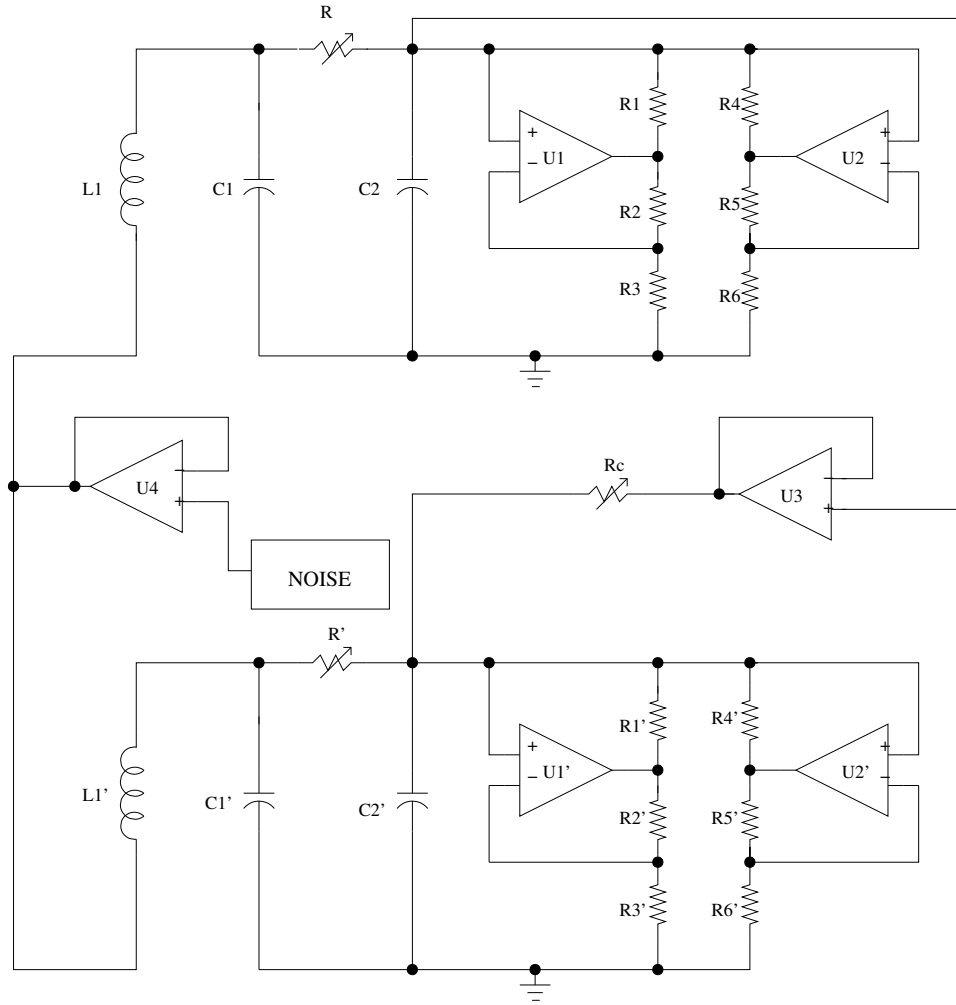 R
R1
R4
+
−
U1
+
−
U2
L1
C1
C2
R2
R5
R3
R6
−
+
U4
Rc
−
+
U3
NOISE
R'
R1'
R4'
+
−
U1'
+
−
U2'
L1'
C1'
C2'
R2'
R5'
R3'
R6'